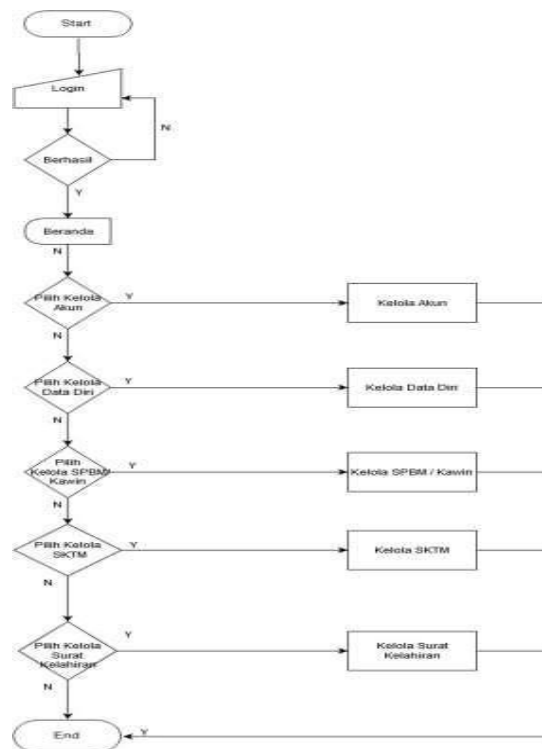 Start
Login
N
Berhasil
Y
Beranda
N
Pilih Kelola
Akun
Y
Kelola Akun
N
Pilih Kelola
Data Diri
Y
Kelola Data Diri
N
Pilih
Kelola SPBM/
Kawin
Y
Kelola SPBM / Kawin
N
Pilih Kelola
SKTM
Y
Kelola SKTM
N
Pilih Kelola
Surat
Kelahiran
Y
Kelola Surat
Kelahiran
N
End
Y